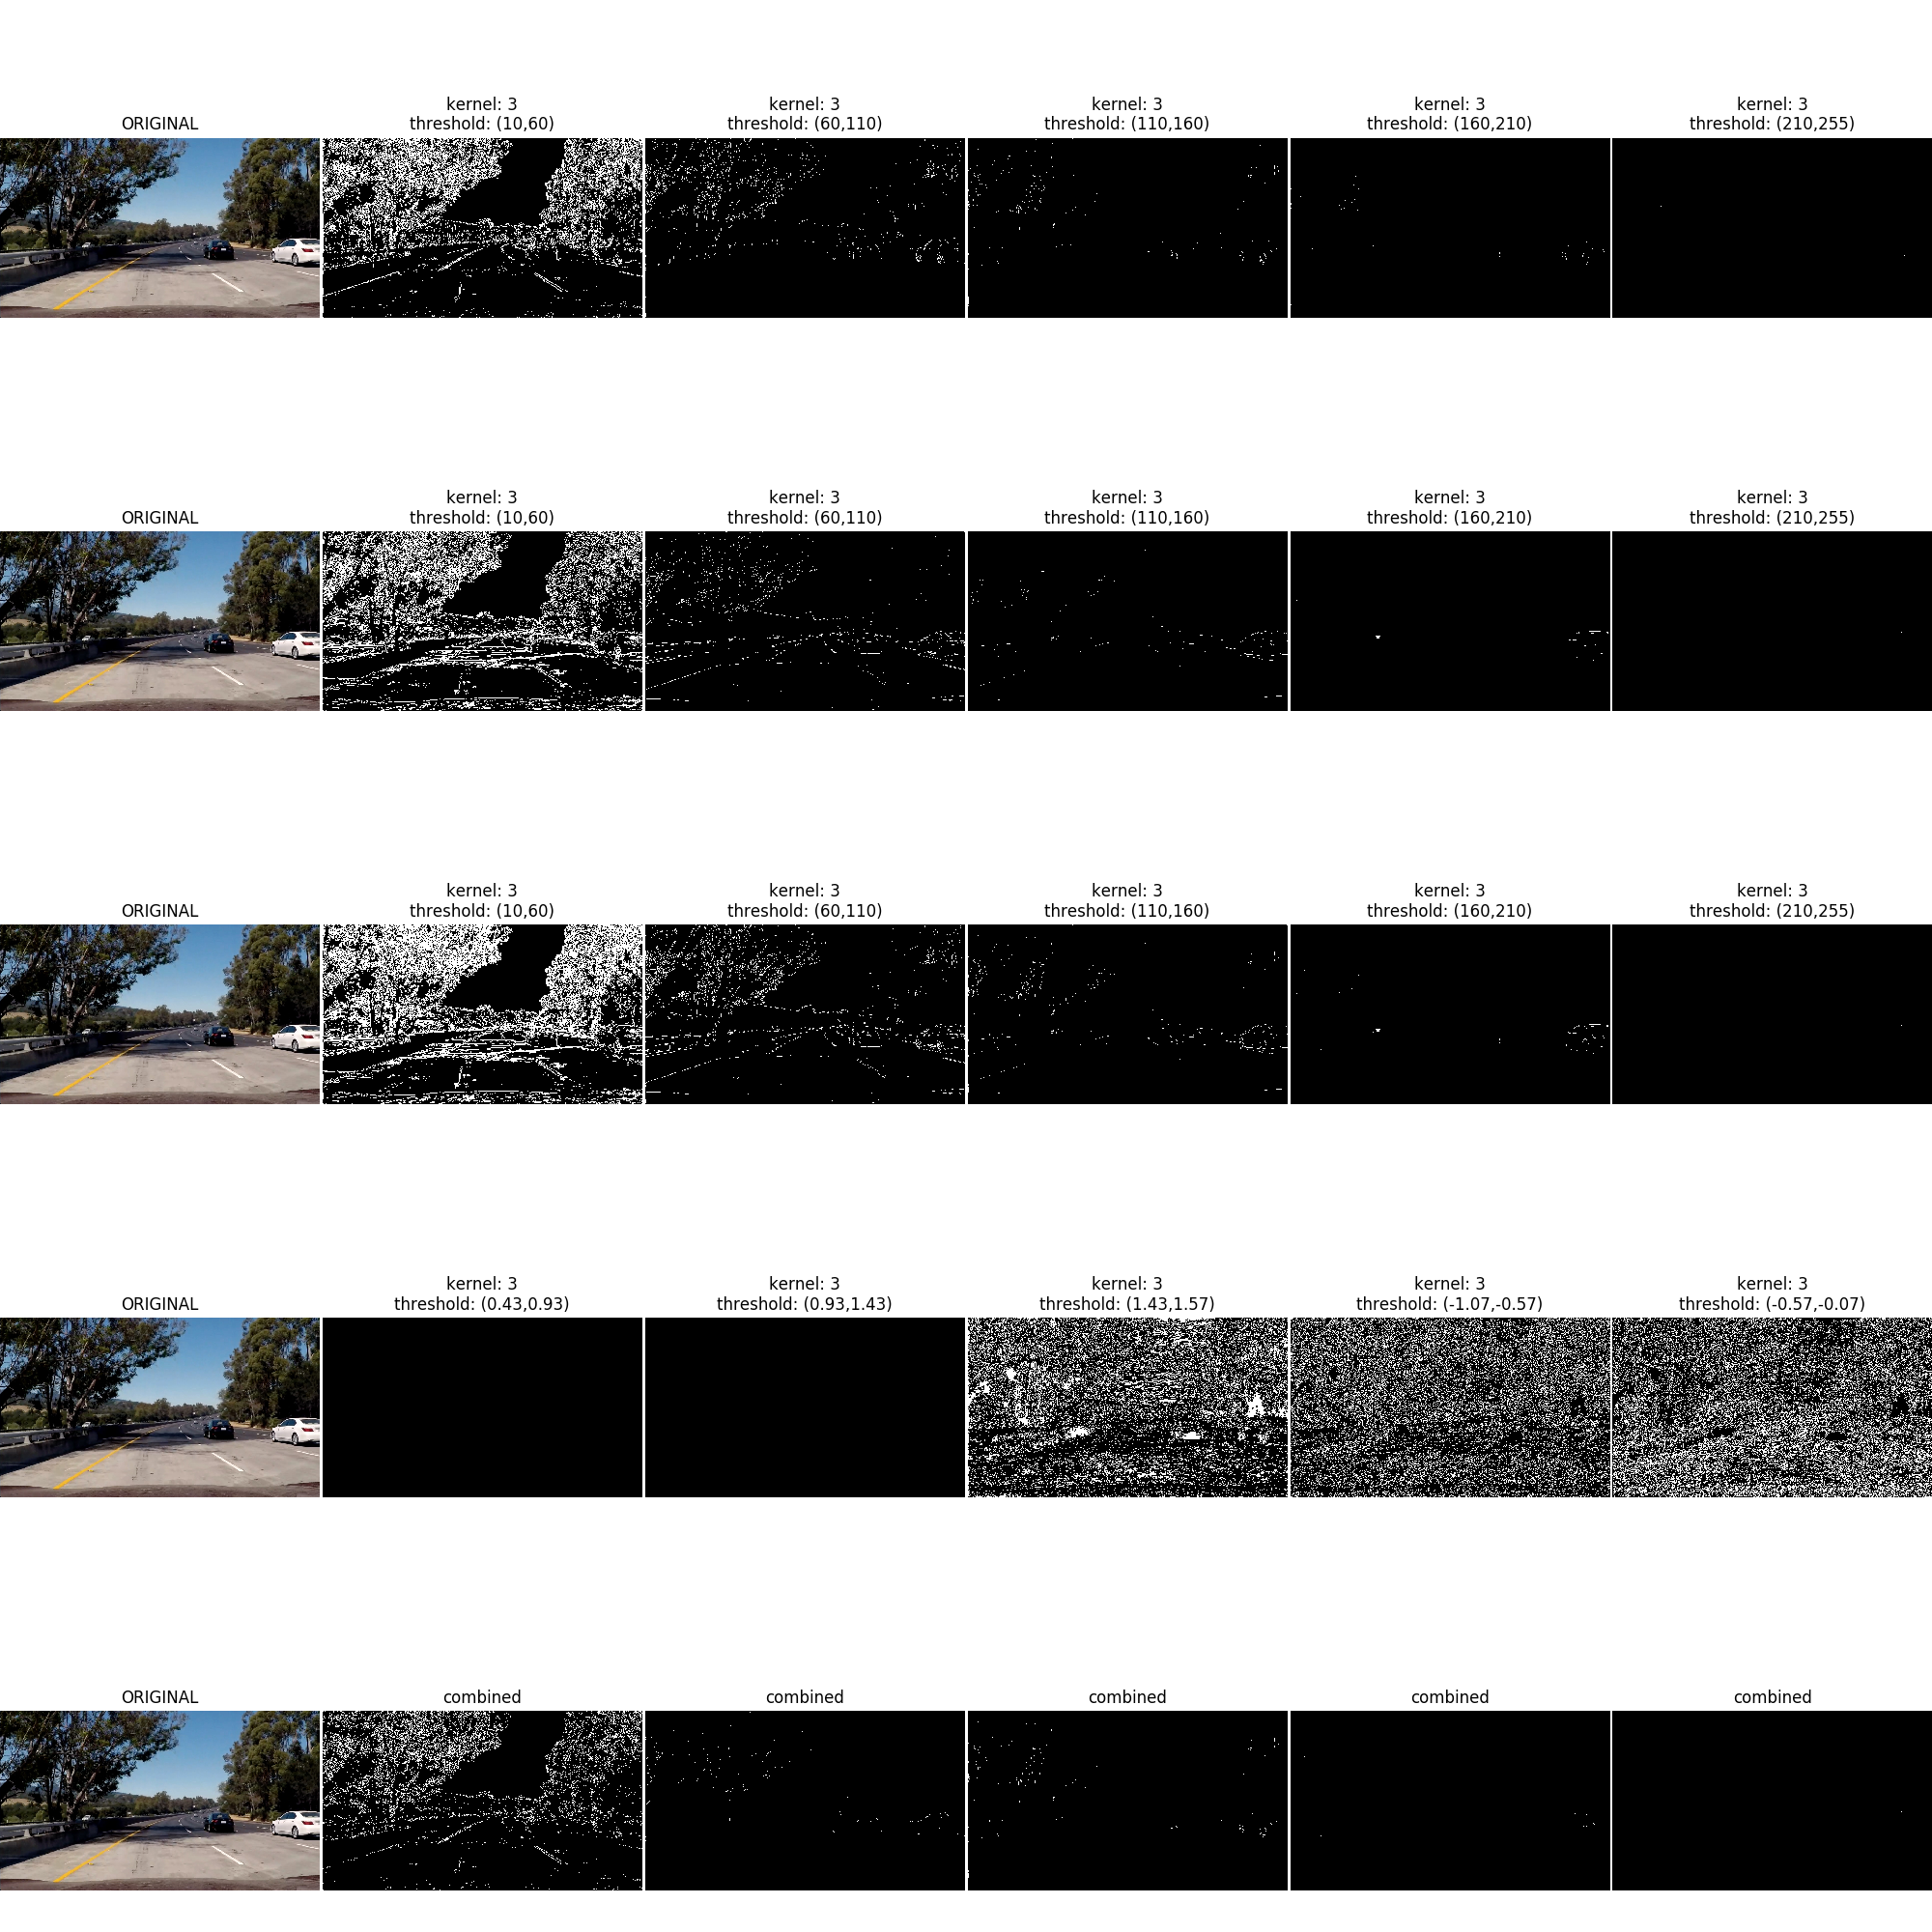 kernel: 3
kernel: 3
kernel: 3
kernel: 3
kernel: 3
ORIGINAL
threshold: (10,60)
threshold: (60,110)
threshold: (110,160)
threshold: (160,210)
threshold: (210,255)
kernel: 3
kernel: 3
kernel: 3
kernel: 3
kernel: 3
ORIGINAL
threshold: (10,60)
threshold: (60,110)
threshold: (110,160)
threshold: (160,210)
threshold: (210,255)
kernel: 3
kernel: 3
kernel: 3
kernel: 3
kernel: 3
ORIGINAL
threshold: (10,60)
threshold: (60,110)
threshold: (110,160)
threshold: (160,210)
threshold: (210,255)
kernel: 3
kernel: 3
kernel: 3
kernel: 3
kernel: 3
ORIGINAL
threshold: (0.43,0.93)
threshold: (0.93,1.43)
threshold: (1.43,1.57)
threshold: (-1.07,-0.57)
threshold: (-0.57,-0.07)
ORIGINAL
combined
combined
combined
combined
combined